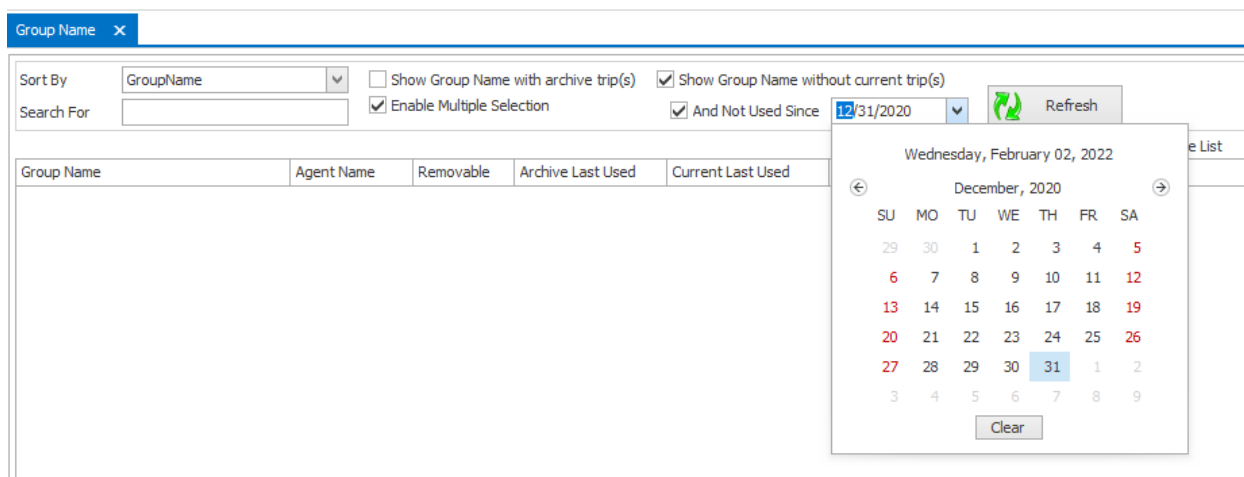 Group Name
Sort By GroupName Show Group Name with archive trip(s) Show Group Name without current trip(s)
Search For Enable Multiple Selection And Not Used Since 12/31/2020 Refresh
e List
Group Name Agent Name Removable Archive Last Used Current Last Used
Wednesday, February 02, 2022
December, 2020
SU MO TU WE TH FR SA
29 30 1 2 3 4 5
6 7 8 9 10 11 12
13 14 15 16 17 18 19
20 21 22 23 24 25 26
27 28 29 30 31 1 2
3 4 5 6 7 8 9
Clear